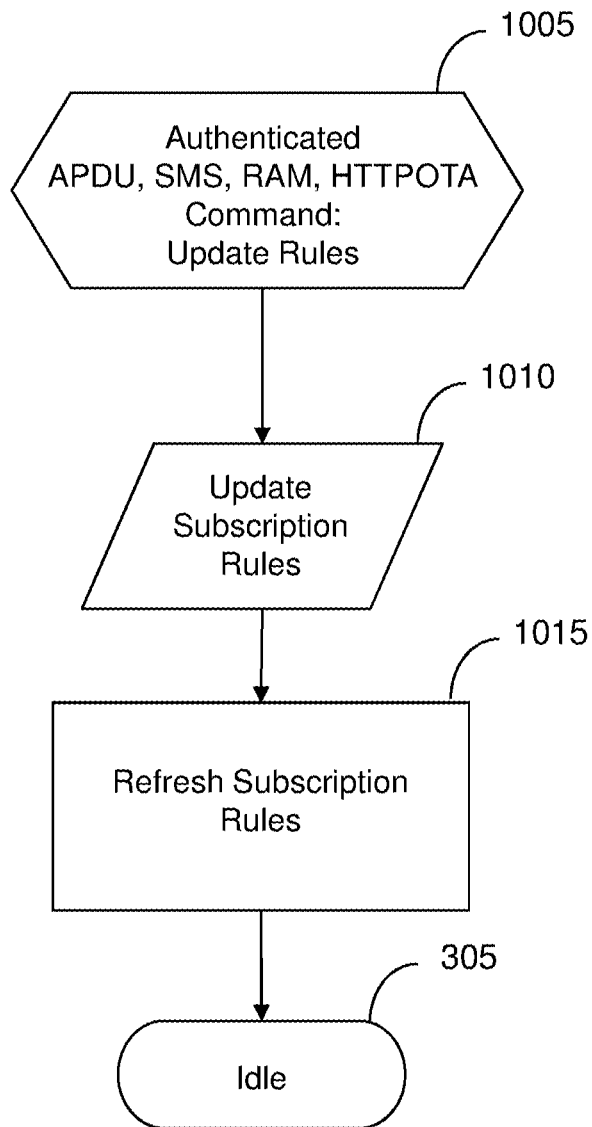 1005
Authenticated
APDU, SMS, RAM, HTTPOTA
Command:
Update Rules
1010
Update
Subscription
Rules
1015
Refresh Subscription
Rules
305
Idle